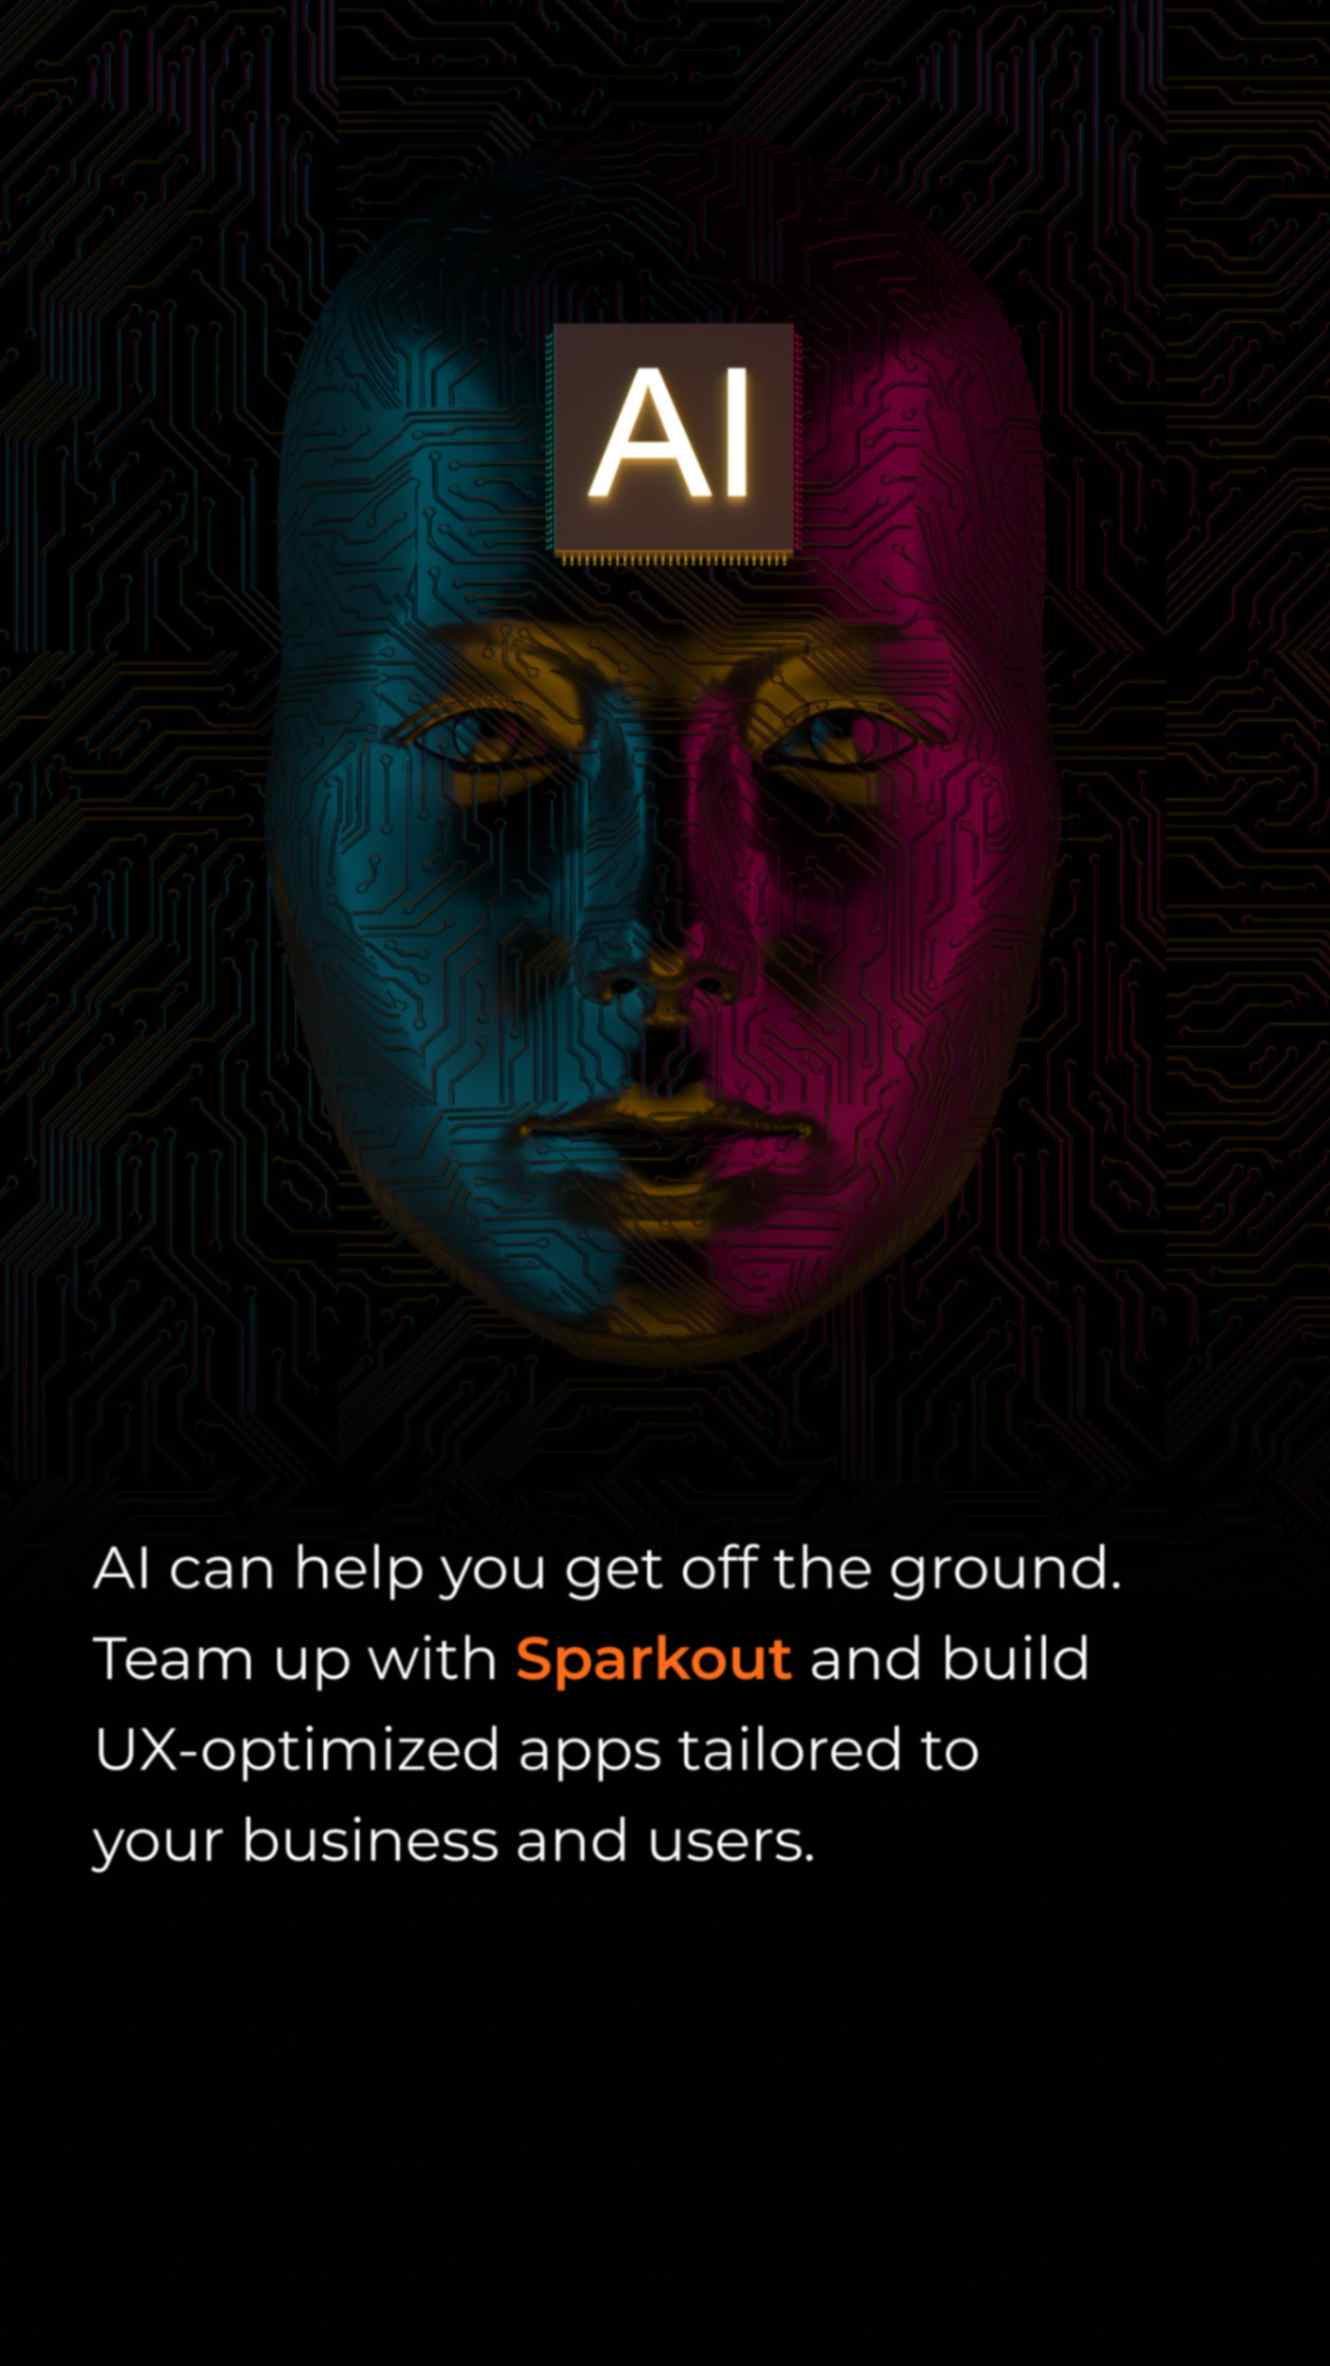 AI
AI can help you get off the ground.
Team up with Sparkout and build
UX-optimized apps tailored to
your business and users.